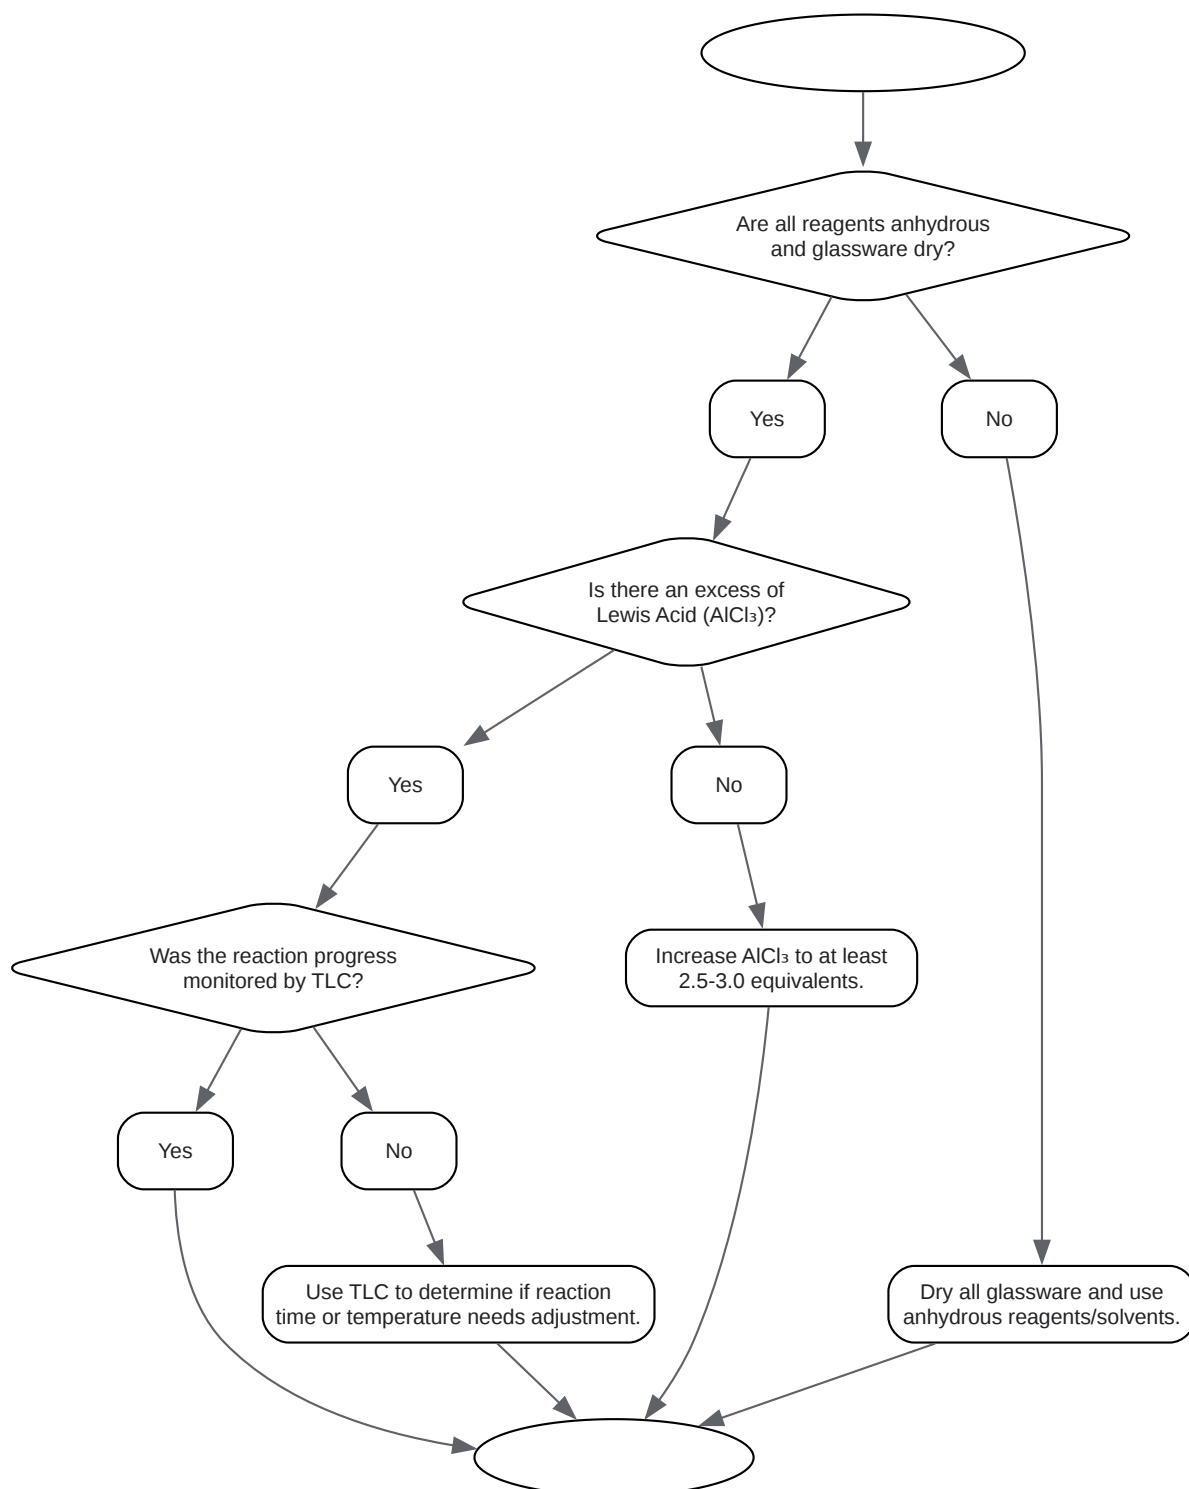 Are all reagents anhydrous
and glassware dry?
Yes
No
Is there an excess of
Lewis Acid (AlCl₃)?
Yes
No
Was the reaction progress
monitored by TLC?
Increase AlCl₃ to at least
2.5-3.0 equivalents.
Yes
No
Use TLC to determine if reaction
time or temperature needs adjustment.
Dry all glassware and use
anhydrous reagents/solvents.